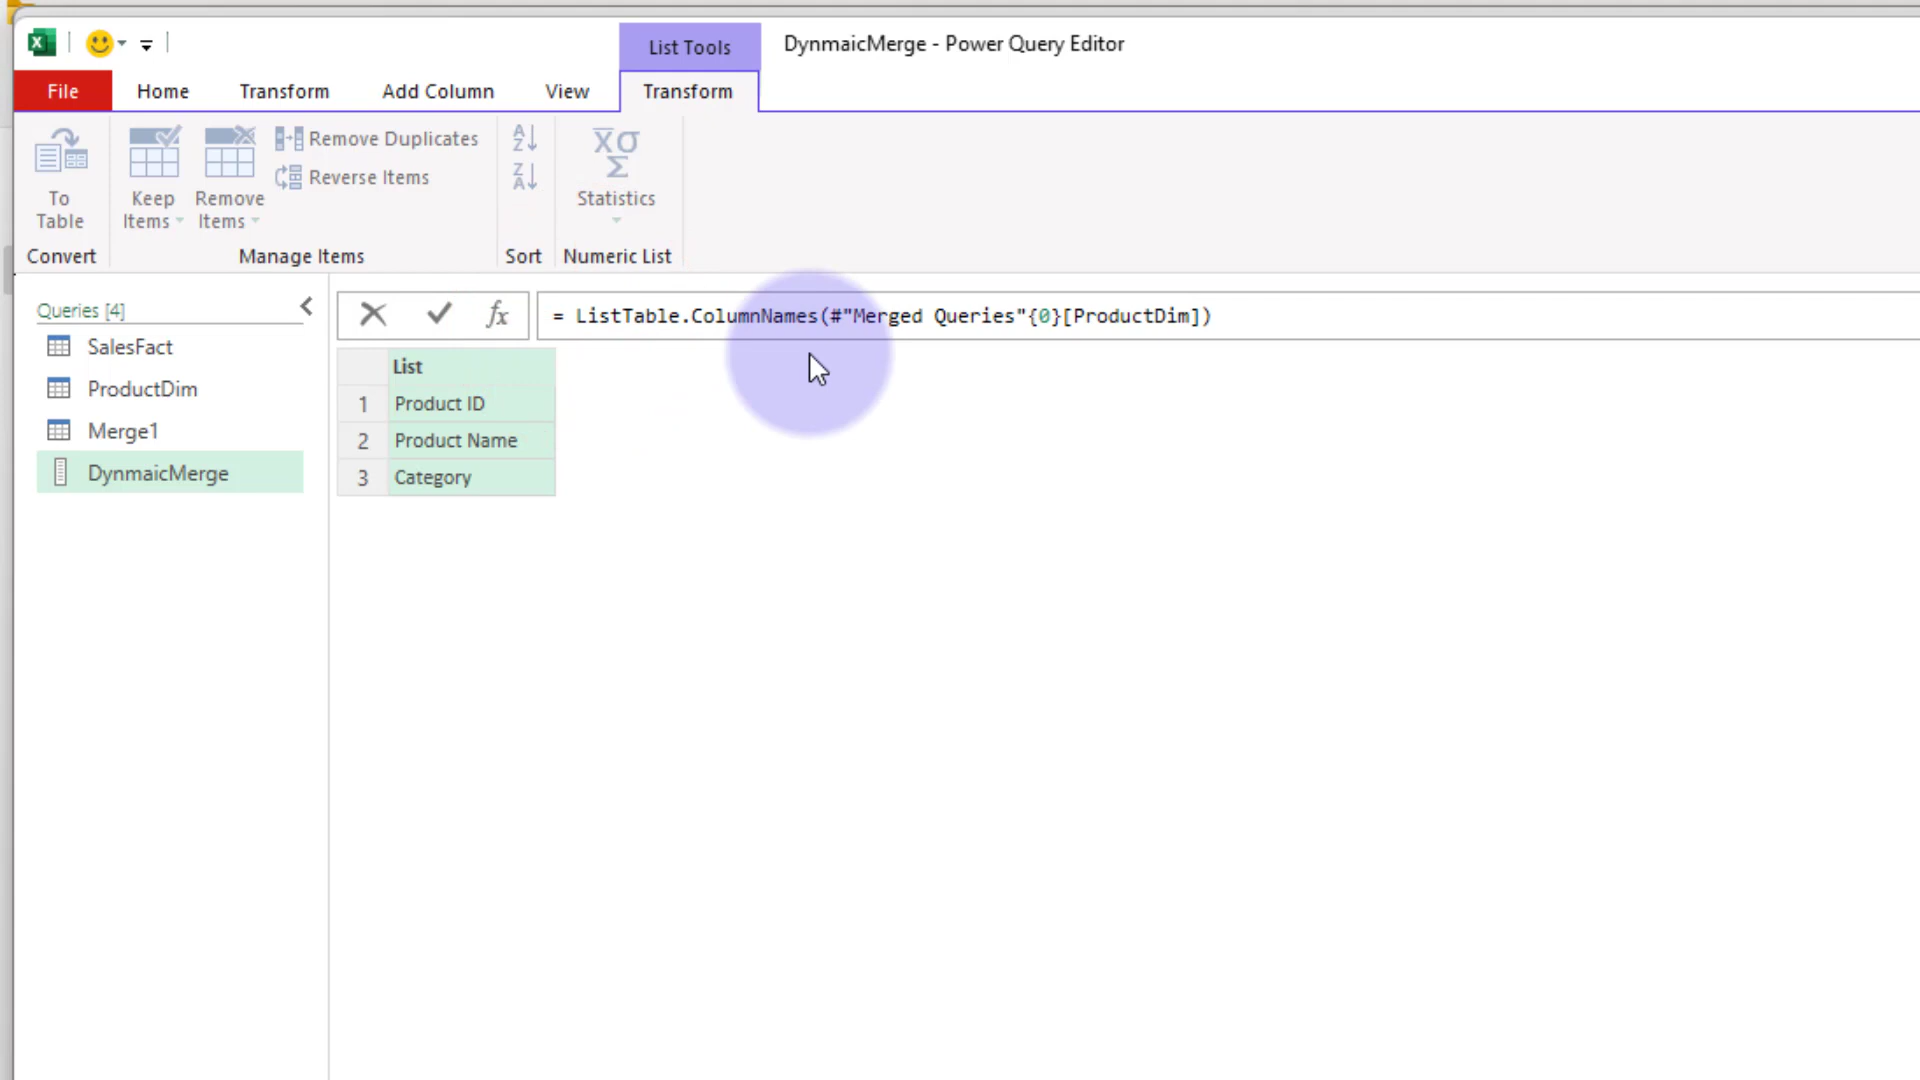 List Tools
DynmaicMerge - Power Query Editor
File
Home
Transform
Add Column
View
Transform
To Table
Keep Items
Remove Items
Remove Duplicates
Reverse Items
A Z
Z A
Statistics
Convert
Manage Items
Sort
Numeric List
Queries [4]
fx
= ListTable.ColumnNames(#"Merged Queries"{0}[ProductDim])
SalesFact
ProductDim
Merge1
DynmaicMerge
List
1 Product ID
2 Product Name
3 Category